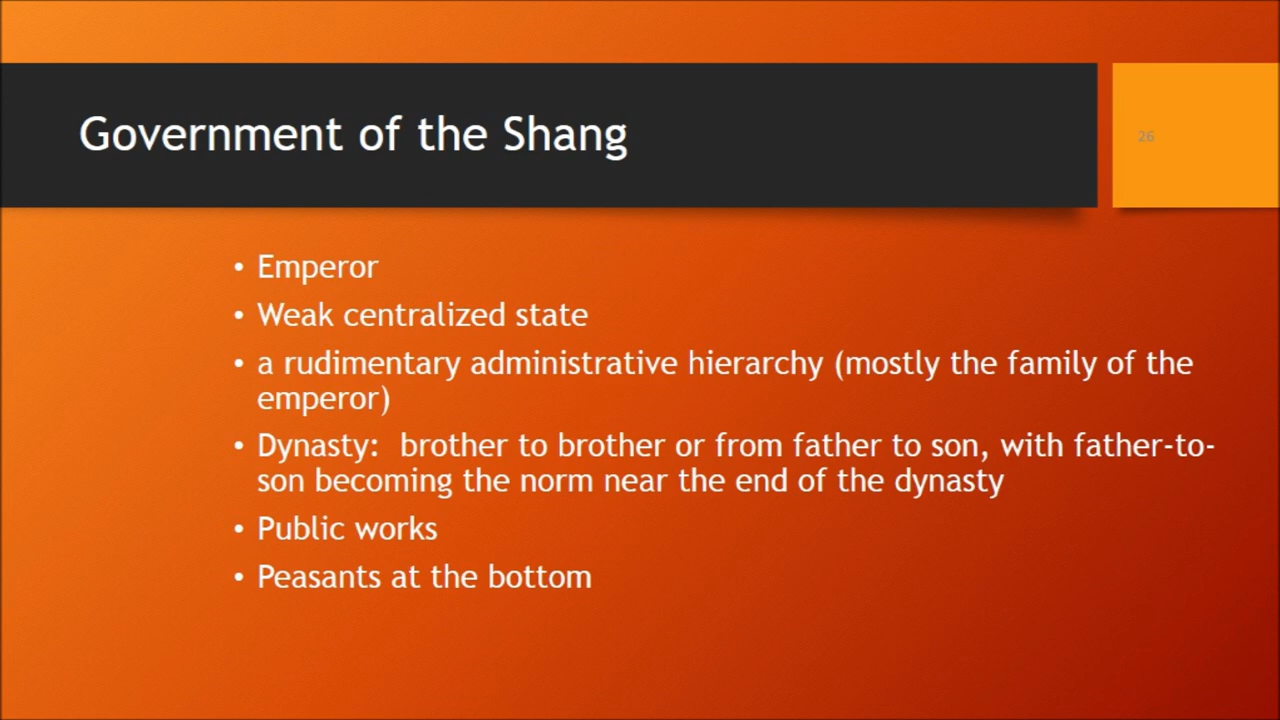 Government of the Shang
26
• Emperor
• Weak centralized state
• a rudimentary administrative hierarchy (mostly the family of the
emperor)
• Dynasty:  brother to brother or from father to son, with father-to-
son becoming the norm near the end of the dynasty
• Public works
• Peasants at the bottom